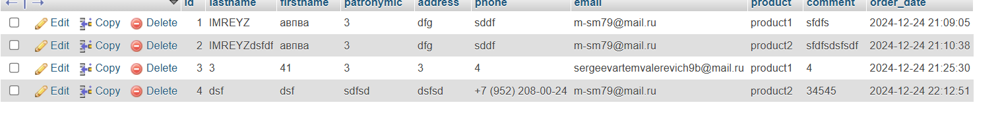 id lastname firstname patronymic address phone email product comment order_date
Edit Copy Delete 1 IMREYZ авпва 3 dfg sddf m-sm79@mail.ru product1 sfdfs 2024-12-24 21:09:05
Edit Copy Delete 2 IMREYZdsfdf авпва 3 dfg sddf m-sm79@mail.ru product2 sfdfsdsfsdf 2024-12-24 21:10:38
Edit Copy Delete 3 3 41 3 3 4 sergeevartemvalerevich9b@mail.ru product1 4 2024-12-24 21:25:30
Edit Copy Delete 4 dsf dsf sdfsd dsfsd +7 (952) 208-00-24 m-sm79@mail.ru product2 34545 2024-12-24 22:12:51